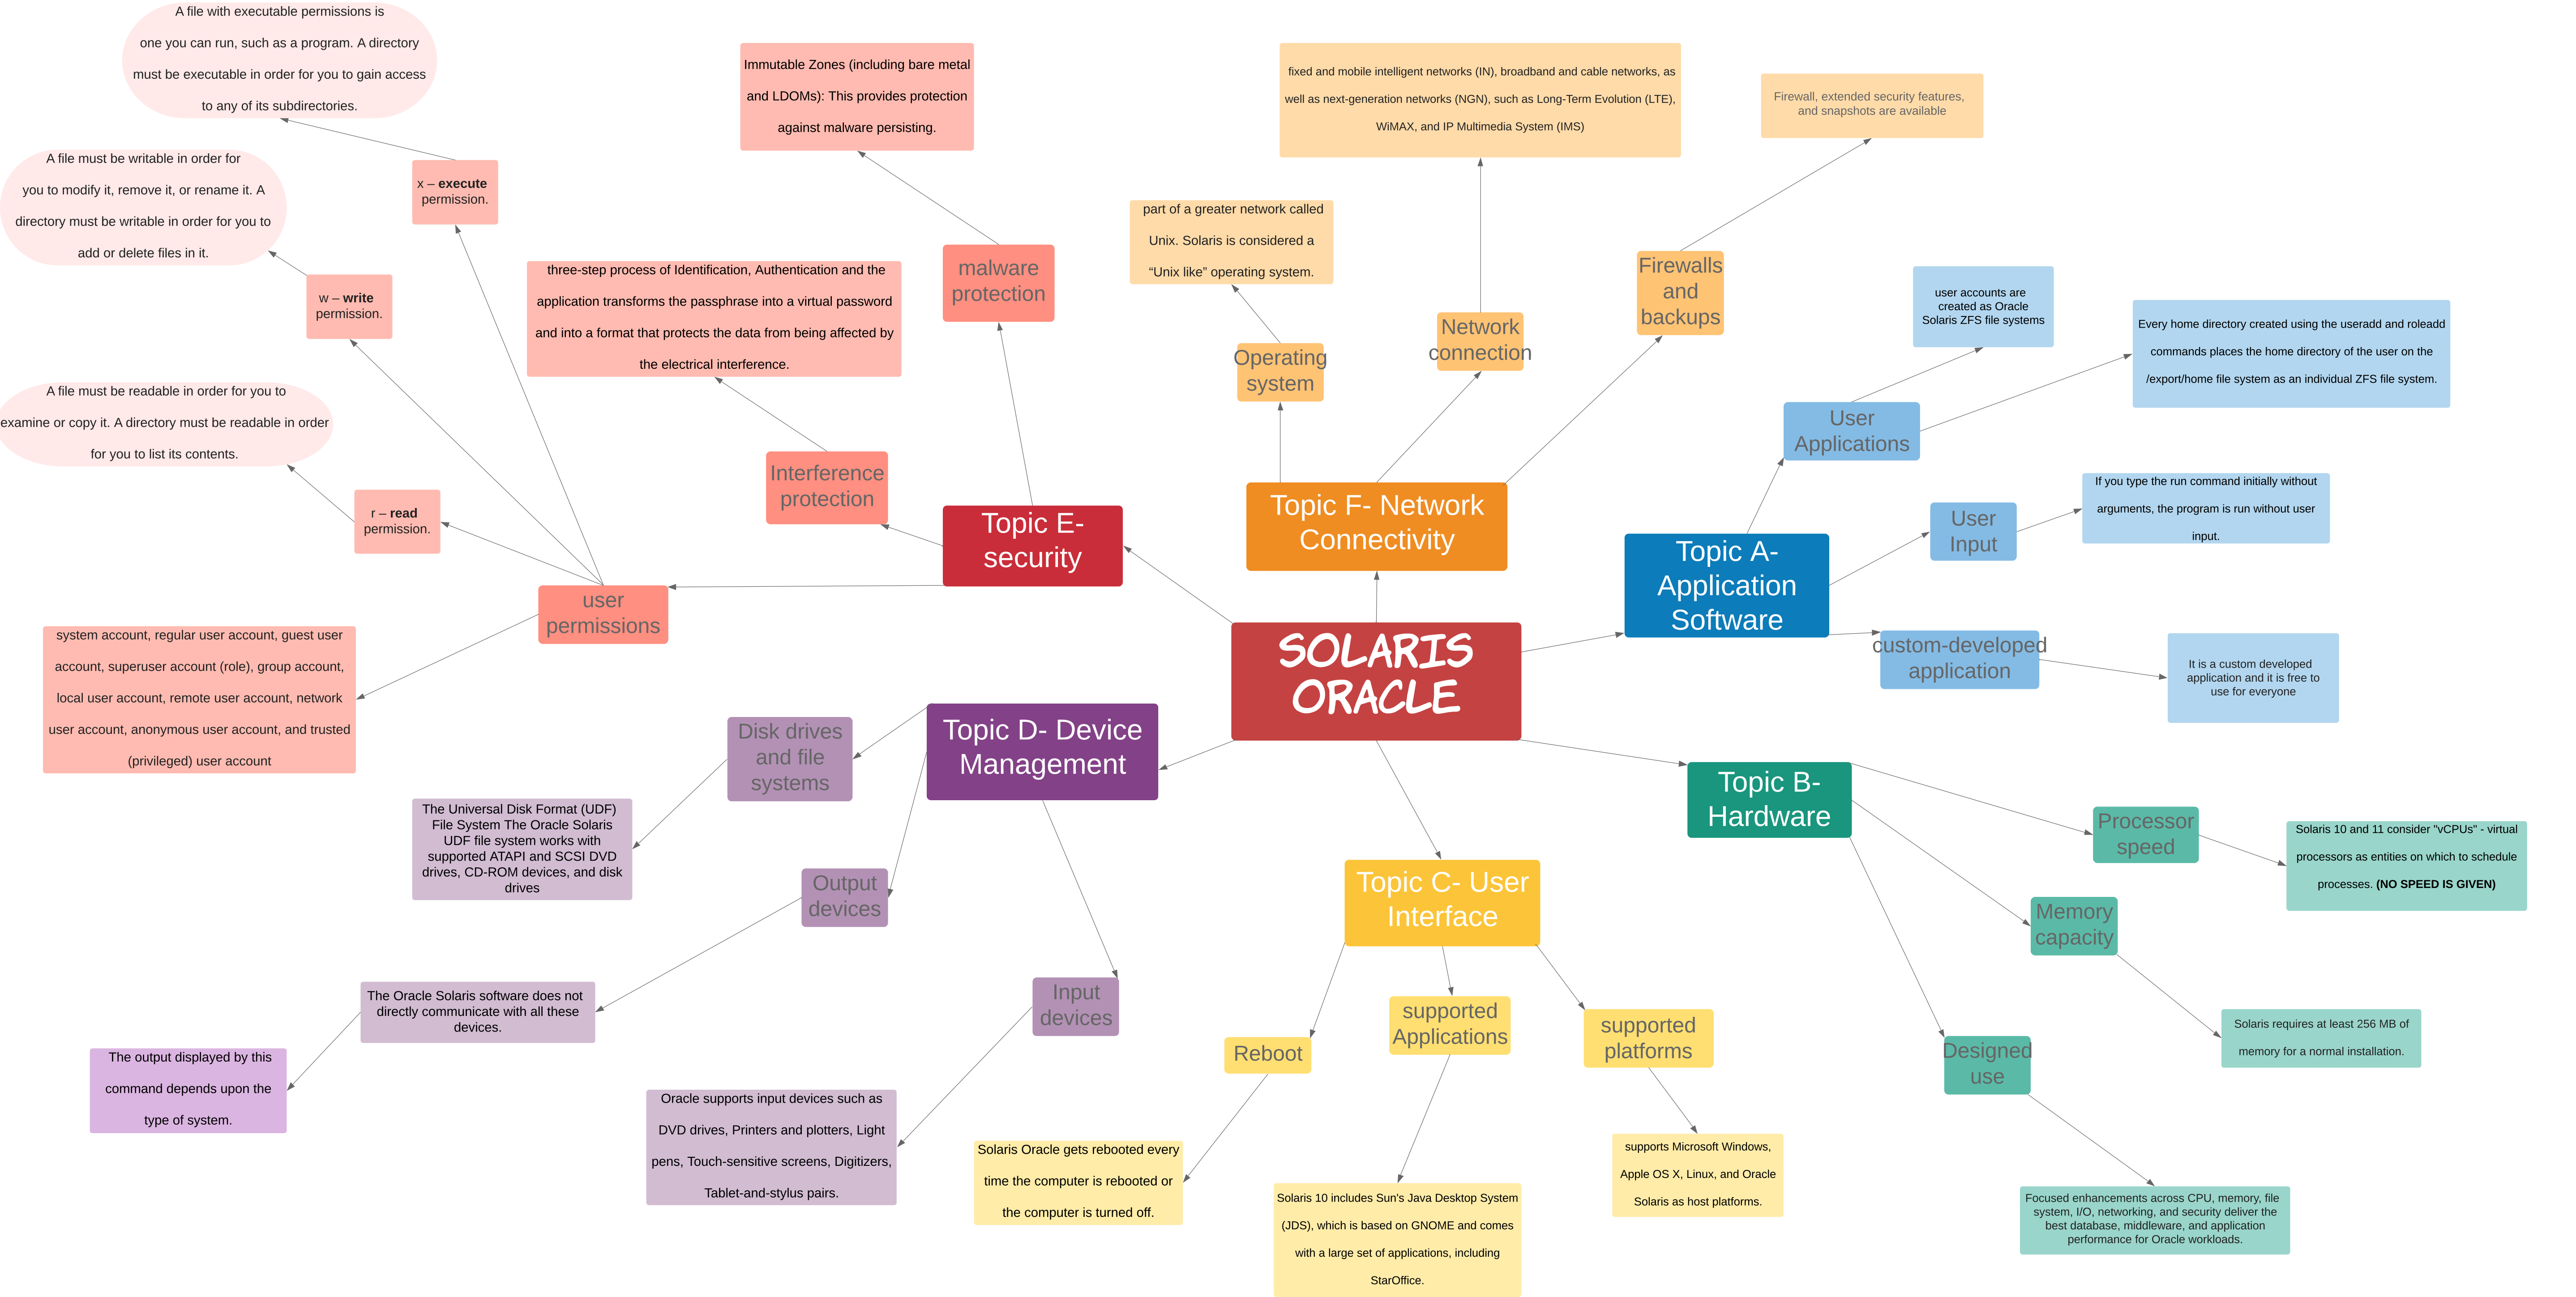 SOLARIS
ORACLE
Topic A-
Application
Software
User
Applications
user accounts are
created as Oracle
Solaris ZFS file systems
Every home directory created using the useradd and roleadd
commands places the home directory of the user on the
/export/home file system as an individual ZFS file system.
User
Input
If you type the run command initially without
arguments, the program is run without user
input.
custom-developed
application
It is a custom developed
application and it is free to
use for everyone
Topic B-
Hardware
Processor
speed
Solaris 10 and 11 consider "vCPUs" - virtual
processors as entities on which to schedule
processes. (NO SPEED IS GIVEN)
Memory
capacity
Solaris requires at least 256 MB of
memory for a normal installation.
Designed
use
Focused enhancements across CPU, memory, file
system, I/O, networking, and security deliver the
best database, middleware, and application
performance for Oracle workloads.
Topic C- User
Interface
Reboot
Solaris Oracle gets rebooted every
time the computer is rebooted or
the computer is turned off.
supported
Applications
Solaris 10 includes Sun's Java Desktop System
(JDS), which is based on GNOME and comes
with a large set of applications, including
StarOffice.
supported
platforms
supports Microsoft Windows,
Apple OS X, Linux, and Oracle
Solaris as host platforms.
Topic D- Device
Management
Disk drives
and file
systems
The Universal Disk Format (UDF)
File System The Oracle Solaris
UDF file system works with
supported ATAPI and SCSI DVD
drives, CD-ROM devices, and disk
drives
Output
devices
The Oracle Solaris software does not
directly communicate with all these
devices.
The output displayed by this
command depends upon the
type of system.
Input
devices
Oracle supports input devices such as
DVD drives, Printers and plotters, Light
pens, Touch-sensitive screens, Digitizers,
Tablet-and-stylus pairs.
Topic E-
security
malware
protection
Immutable Zones (including bare metal
and LDOMs): This provides protection
against malware persisting.
Interference
protection
three-step process of Identification, Authentication and the
application transforms the passphrase into a virtual password
and into a format that protects the data from being affected by
the electrical interference.
user
permissions
x – execute
permission.
A file with executable permissions is
one you can run, such as a program. A directory
must be executable in order for you to gain access
to any of its subdirectories.
w – write
permission.
A file must be writable in order for
you to modify it, remove it, or rename it. A
directory must be writable in order for you to
add or delete files in it.
r – read
permission.
A file must be readable in order for you to
examine or copy it. A directory must be readable in order
for you to list its contents.
system account, regular user account, guest user
account, superuser account (role), group account,
local user account, remote user account, network
user account, anonymous user account, and trusted
(privileged) user account
Topic F- Network
Connectivity
Operating
system
part of a greater network called
Unix. Solaris is considered a
“Unix like” operating system.
Network
connection
fixed and mobile intelligent networks (IN), broadband and cable networks, as
well as next-generation networks (NGN), such as Long-Term Evolution (LTE),
WiMAX, and IP Multimedia System (IMS)
Firewalls
and
backups
Firewall, extended security features,
and snapshots are available